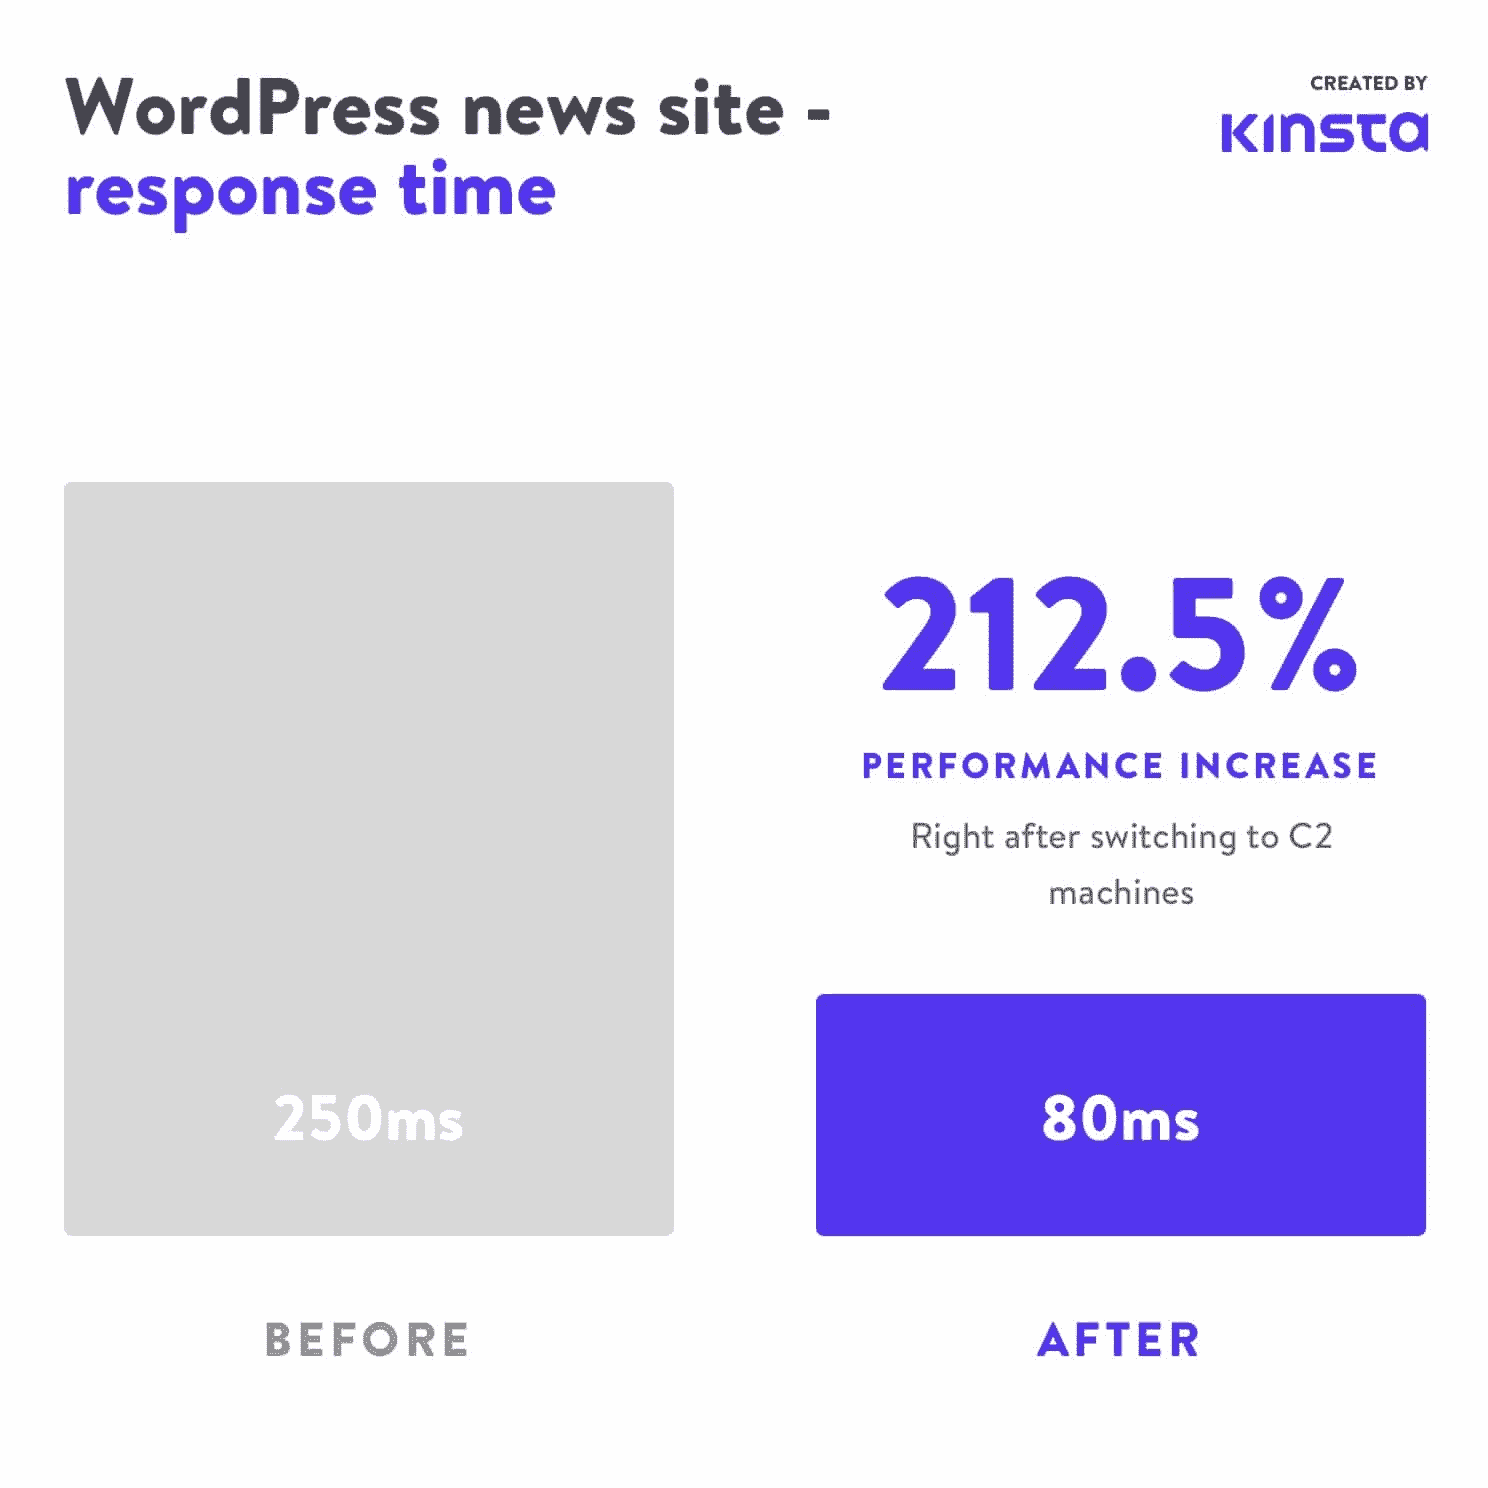 WordPress news site -
response time
CREATED BY
Kinsta
212.5%
PERFORMANCE INCREASE
Right after switching to C2
machines
250ms
80ms
BEFORE
AFTER